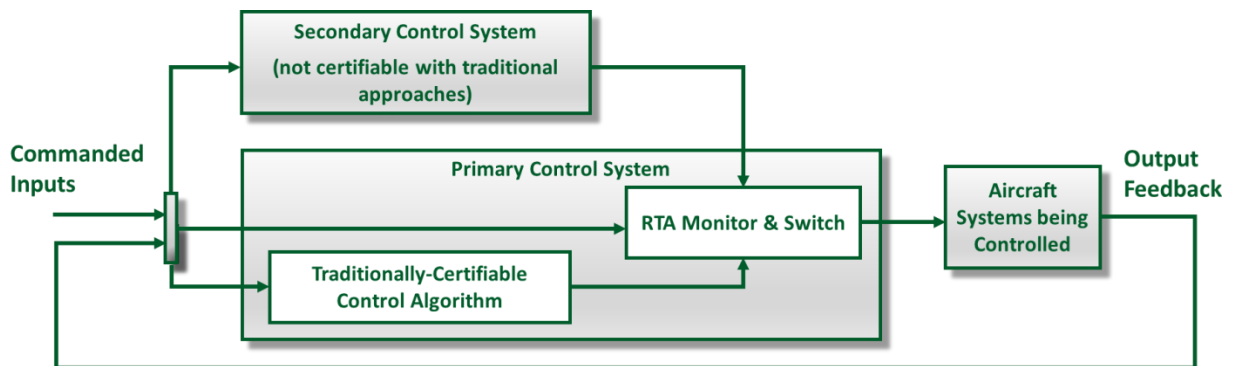 Secondary Control System
(not certifiable with traditional
approaches)
Commanded
Inputs
Primary Control System
RTA Monitor & Switch
Traditionally-Certifiable
Control Algorithm
Aircraft
Systems being
Controlled
Output
Feedback